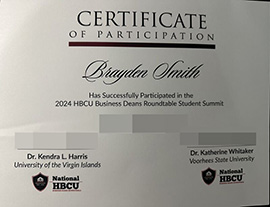 CERTIFICATE
OF PARTICIPATION
Brayden Smith
Has Successfully Participated in the
2024 HBCU Business Deans Roundtable Student Summit
Dr. Kendra L. Harris
University of the Virgin Islands
Dr. Katherine Whitaker
Voorhees State University
National
HBCU
National
HBCU